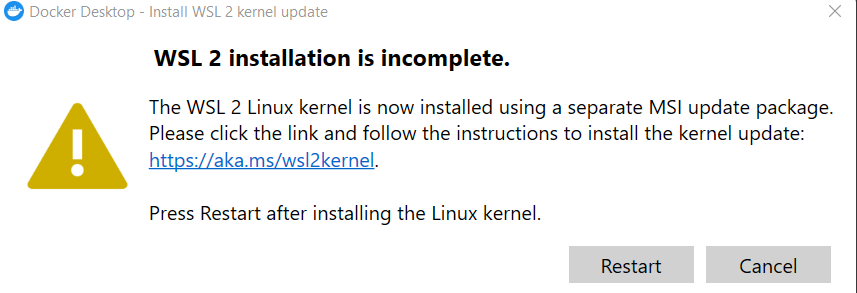 Docker Desktop - Install WSL 2 kernel update
WSL 2 installation is incomplete.
The WSL 2 Linux kernel is now installed using a separate MSI update package.
Please click the link and follow the instructions to install the kernel update:
https://aka.ms/wsl2kernel.
Press Restart after installing the Linux kernel.
Restart Cancel